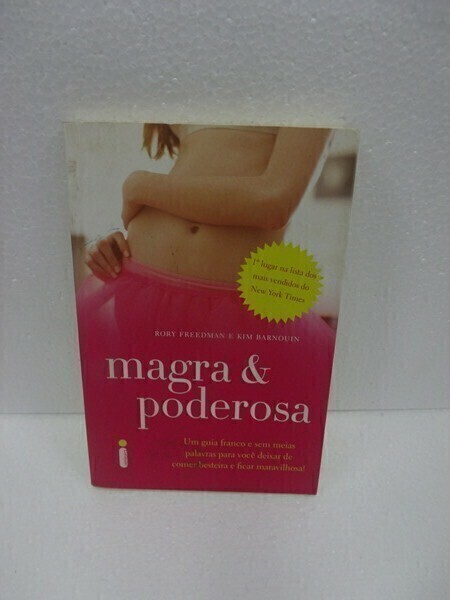 1º lugar na lista dos
mais vendidos do
New York Times
RORY FREEDMAN E KIM BARNOUIN
magra &
poderosa
Um guia franco e sem meias
palavras para você deixar de
comer besteira e ficar maravilhosa!